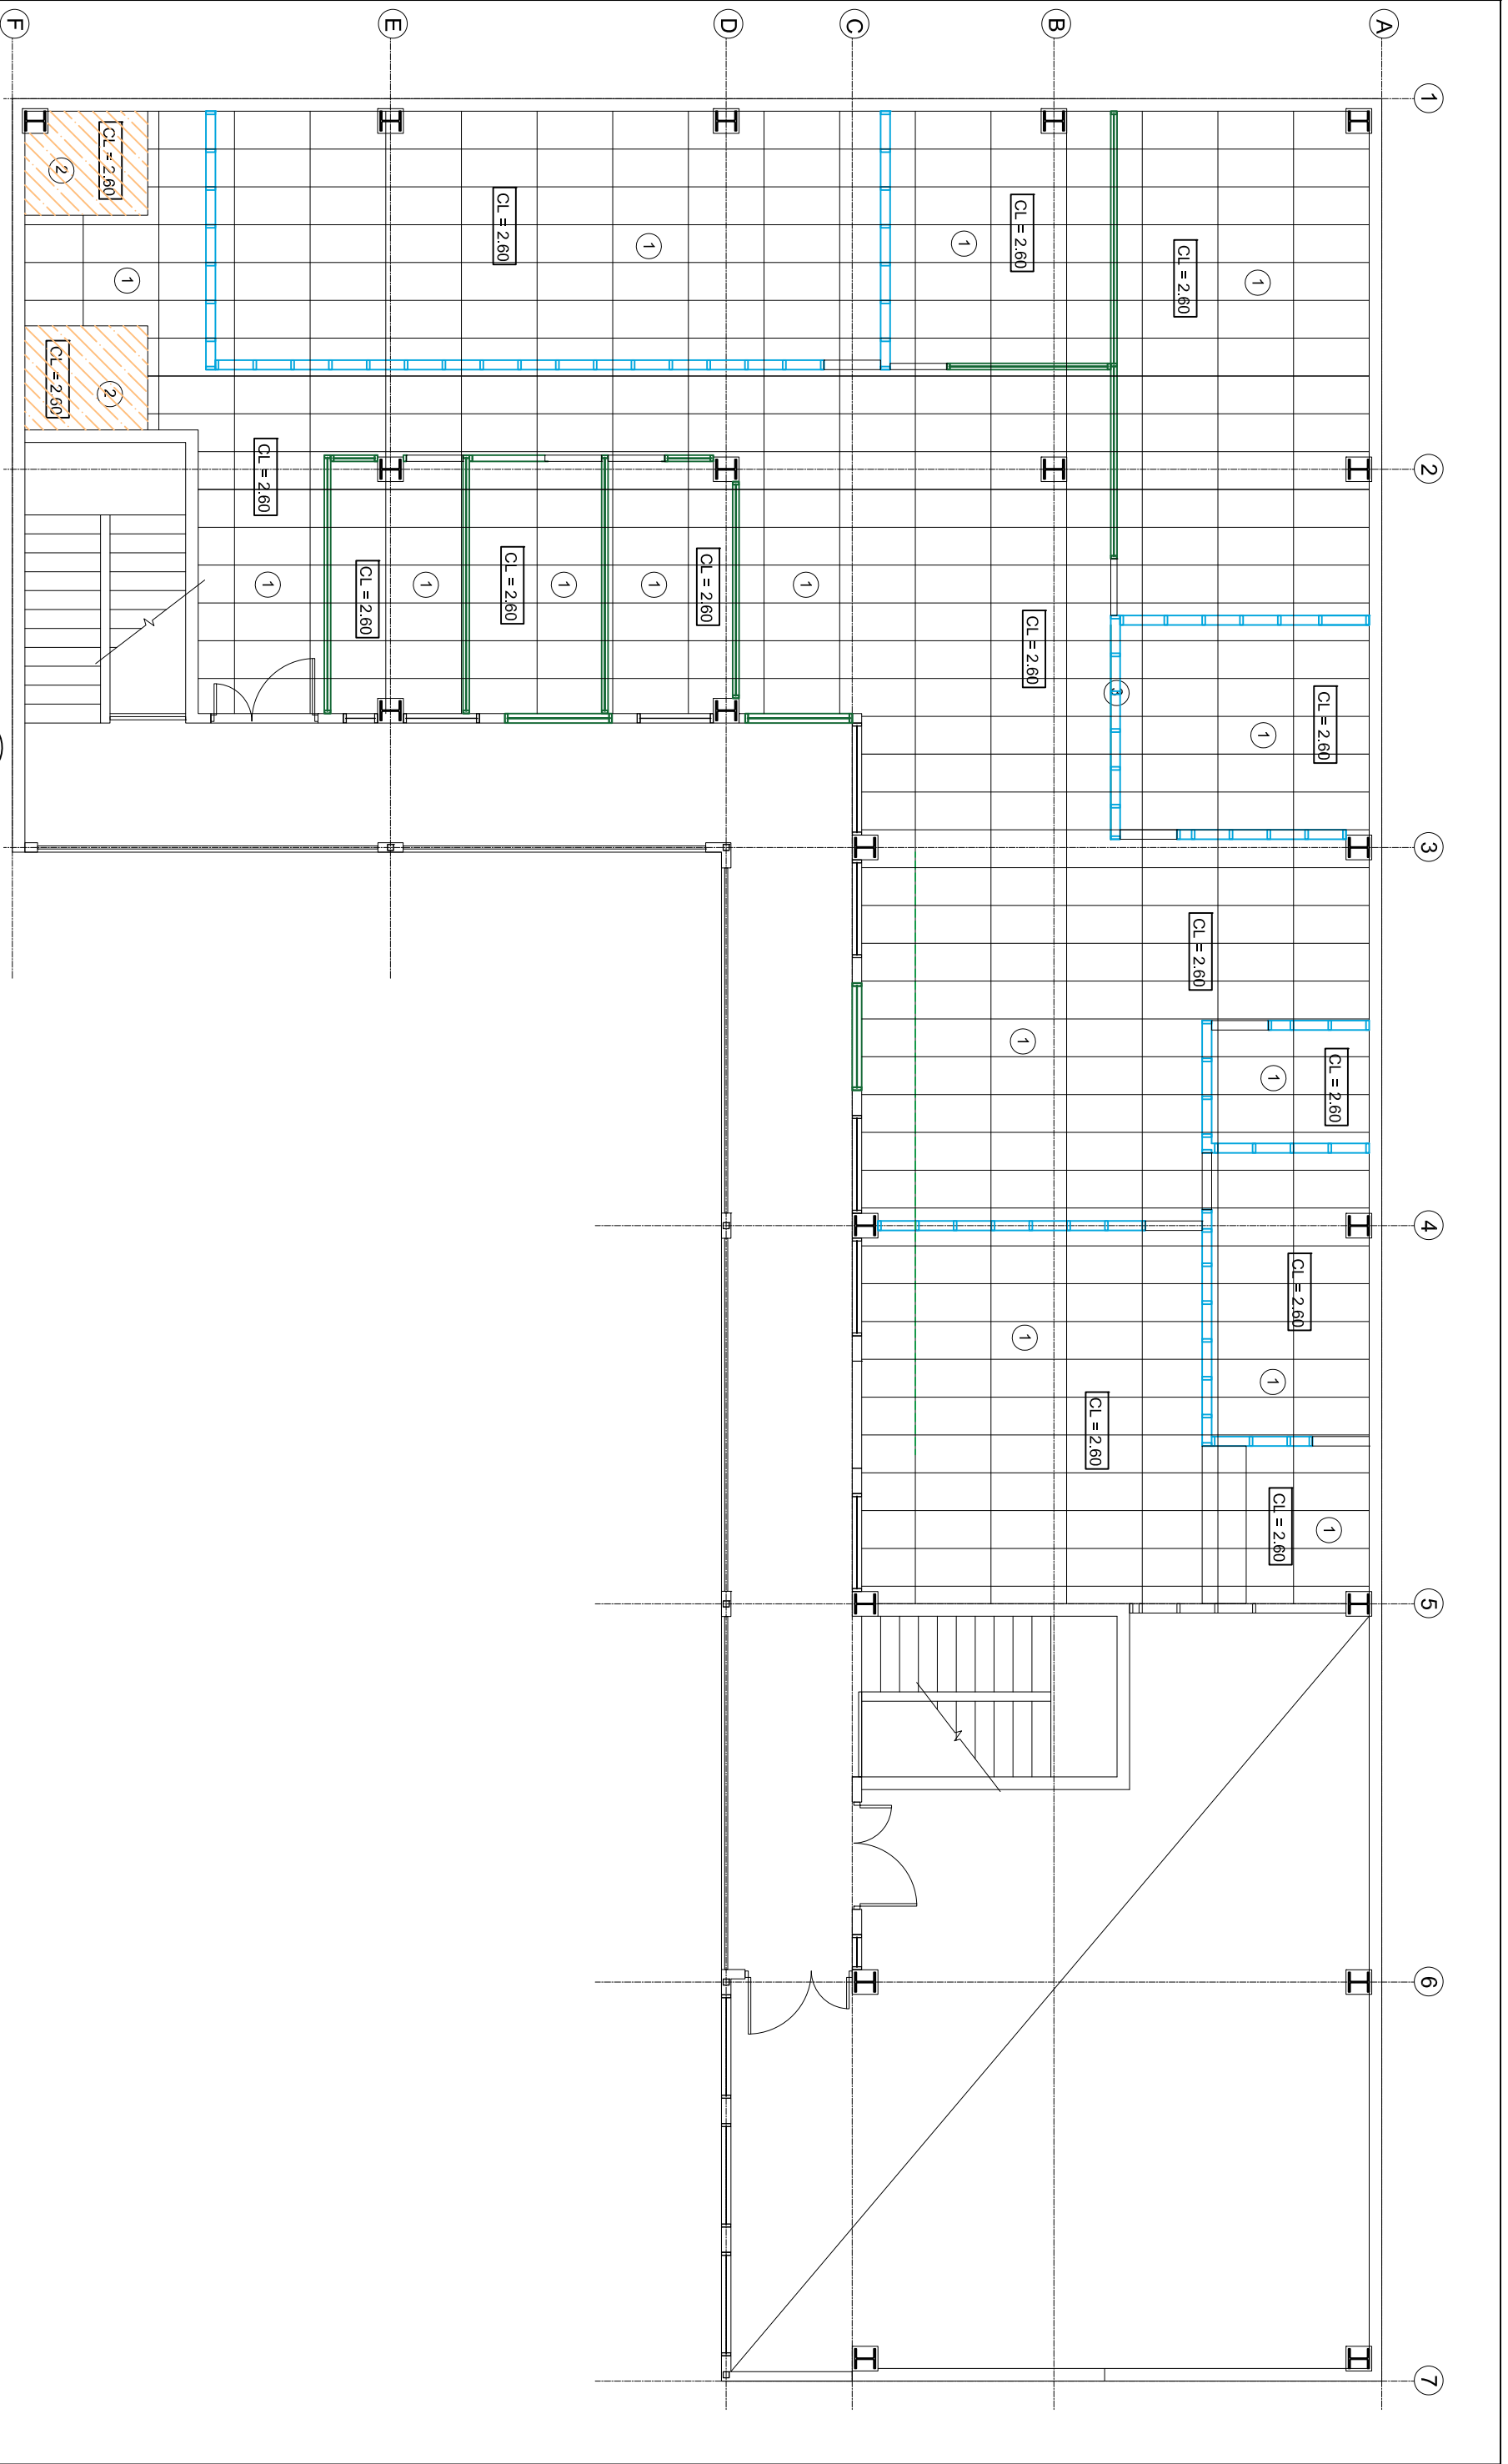 1
2
3
4
5
6
7
A
CL = 2.60
CL = 2.60
1
CL = 2.60
CL = 2.60
1
1
1
1
CL = 2.60
CL = 2.60
3
CL = 2.60
B
CL = 2.60
CL = 2.60
1
1
1
C
1
D
CL = 2.60
1
1
1
CL = 2.60
CL = 2.60
1
E
CL = 2.60
1
CL = 2.60
1
CL = 2.60
2
2
CL = 2.60
F